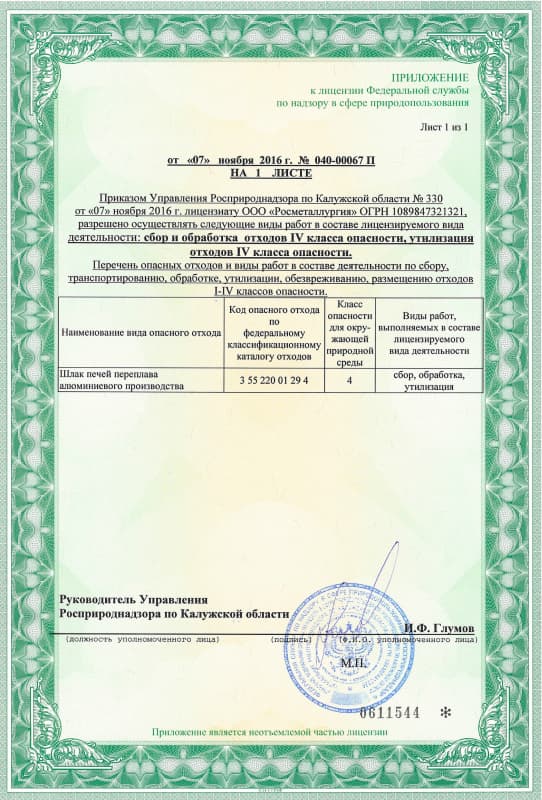 ПРИЛОЖЕНИЕ
к лицензии Федеральной службы
по надзору в сфере природопользования
Лист 1 из 1
от «07» ноября 2016 г. № 040-00067 П
НА 1 ЛИСТЕ
Приказом Управления Росприроднадзора по Калужской области № 330
от «07» ноября 2016 г. лицензиату ООО «Росметаллургия» ОГРН 1089847321321,
разрешено осуществлять следующие виды работ в составе лицензируемого вида
деятельности: сбор и обработка отходов IV класса опасности, утилизация
отходов IV класса опасности.
Перечень опасных отходов и виды работ в составе деятельности по сбору,
транспортированию, обработке, утилизации, обезвреживанию, размещению отходов
I-IV классов опасности.
Наименование вида опасного отхода
Код опасного отхода
по
федеральному
классификационному
каталогу отходов
Класс
опасности
для окру-
жающей
природной
среды
Виды работ,
выполняемых в составе
лицензируемого
вида деятельности
Шлак печей переплава
алюминиевого производства
3 55 220 01 29 4
4
сбор, обработка,
утилизация
Руководитель Управления
Росприроднадзора по Калужской области
И.Ф. Глумов
(должность уполномоченного лица)
(подпись)
(Ф.И.О. уполномоченного лица)
М.П.
0611544 *
Приложение является неотъемлемой частью лицензии